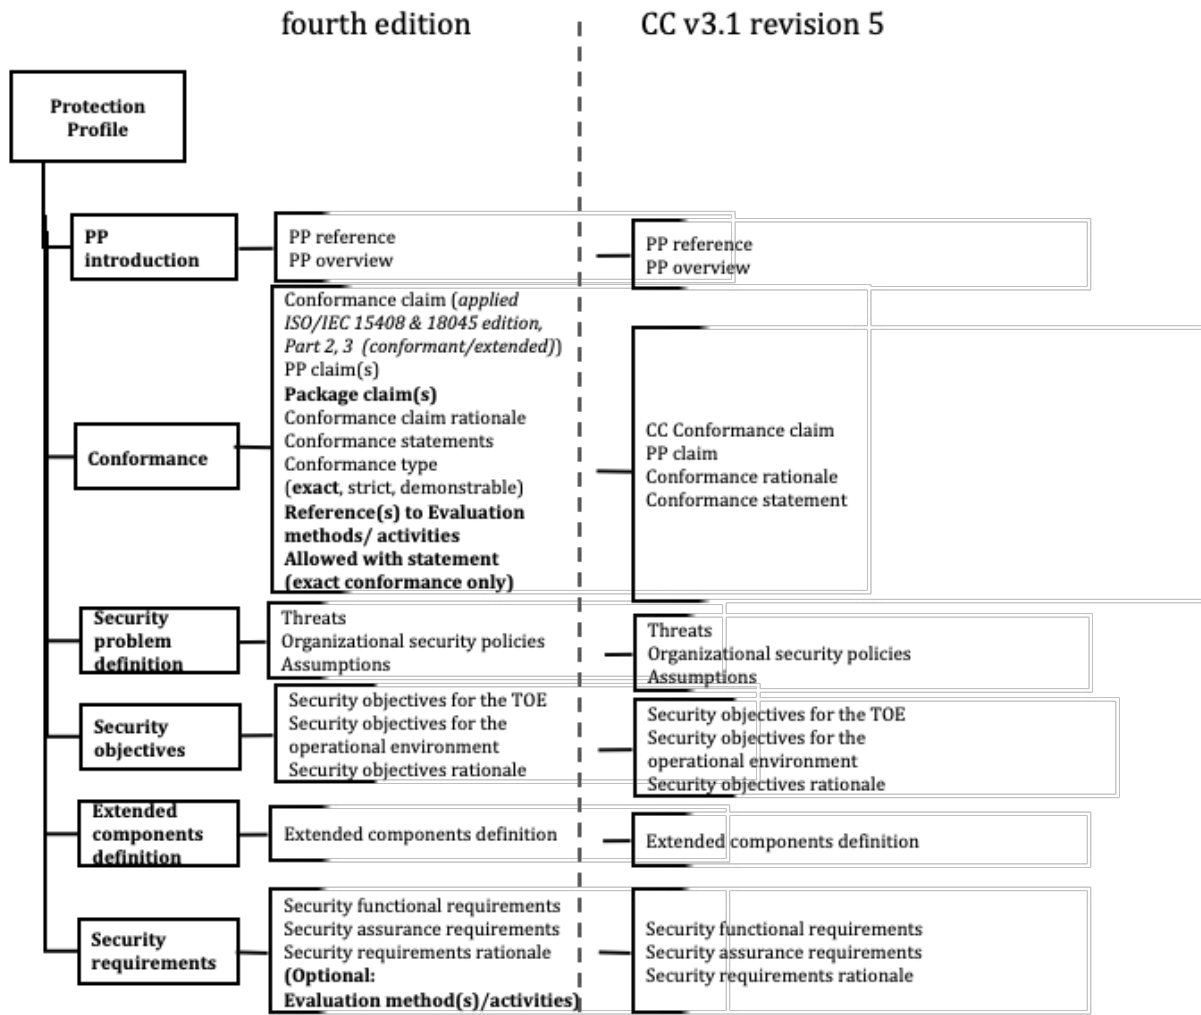 fourth edition
CC v3.1 revision 5
Protection
Profile
PP
introduction
PP reference
PP overview
PP reference
PP overview
Conformance
Conformance claim (applied
ISO/IEC 15408 & 18045 edition,
Part 2, 3 (conformant/extended))
PP claim(s)
Package claim(s)
Conformance claim rationale
Conformance statements
Conformance type
(exact, strict, demonstrable)
Reference(s) to Evaluation
methods/ activities
Allowed with statement
(exact conformance only)
CC Conformance claim
PP claim
Conformance rationale
Conformance statement
Security
problem
definition
Threats
Organizational security policies
Assumptions
Threats
Organizational security policies
Assumptions
Security
objectives
Security objectives for the TOE
Security objectives for the
operational environment
Security objectives rationale
Security objectives for the TOE
Security objectives for the
operational environment
Security objectives rationale
Extended
components
definition
Extended components definition
Extended components definition
Security
requirements
Security functional requirements
Security assurance requirements
Security requirements rationale
(Optional:
Evaluation method(s)/activities)
Security functional requirements
Security assurance requirements
Security requirements rationale